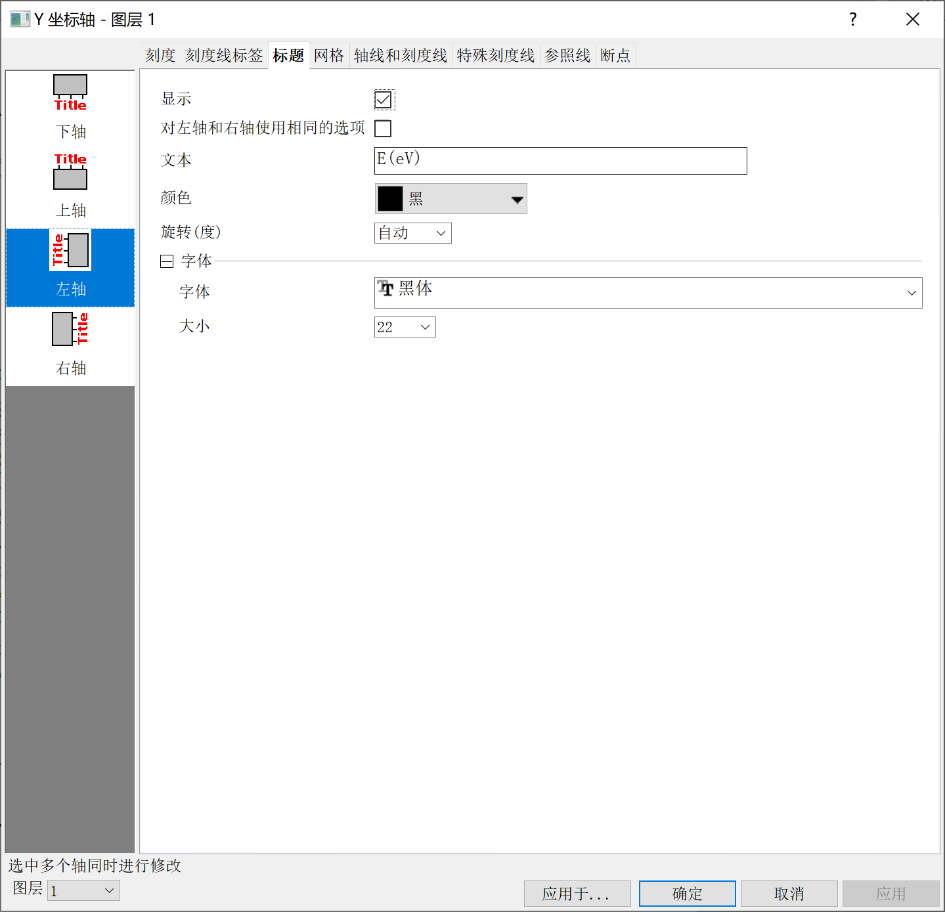 Y 坐标轴 - 图层 1
?
刻度 刻度线标签 标题 网格 轴线和刻度线 特殊刻度线 参照线 断点
Title
下轴
Title
上轴
Title
左轴
Title
右轴
显示
对左轴和右轴使用相同的选项
文本 E(eV)
颜色 黑
旋转(度) 自动
字体
字体 黑体
大小 22
选中多个轴同时进行修改
图层 1
应用于... 确定 取消 应用